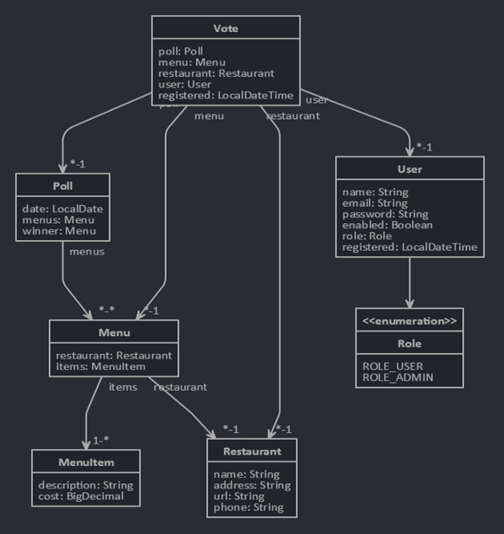 Vote
poll: Poll
menu: Menu
restaurant: Restaurant
user: User
registered: LocalDateTime
menu
restaurant
user
*-1
*-1
Poll
date: LocalDate
menus: Menu
winner: Menu
User
name: String
email: String
password: String
enabled: Boolean
role: Role
registered: LocalDateTime
menus
*-*
*-1
<<enumeration>>
Role
ROLE_USER
ROLE_ADMIN
Menu
restaurant: Restaurant
items: MenuItem
items
restaurant
1-*
*-1
*-1
MenuItem
description: String
cost: BigDecimal
Restaurant
name: String
address: String
url: String
phone: String